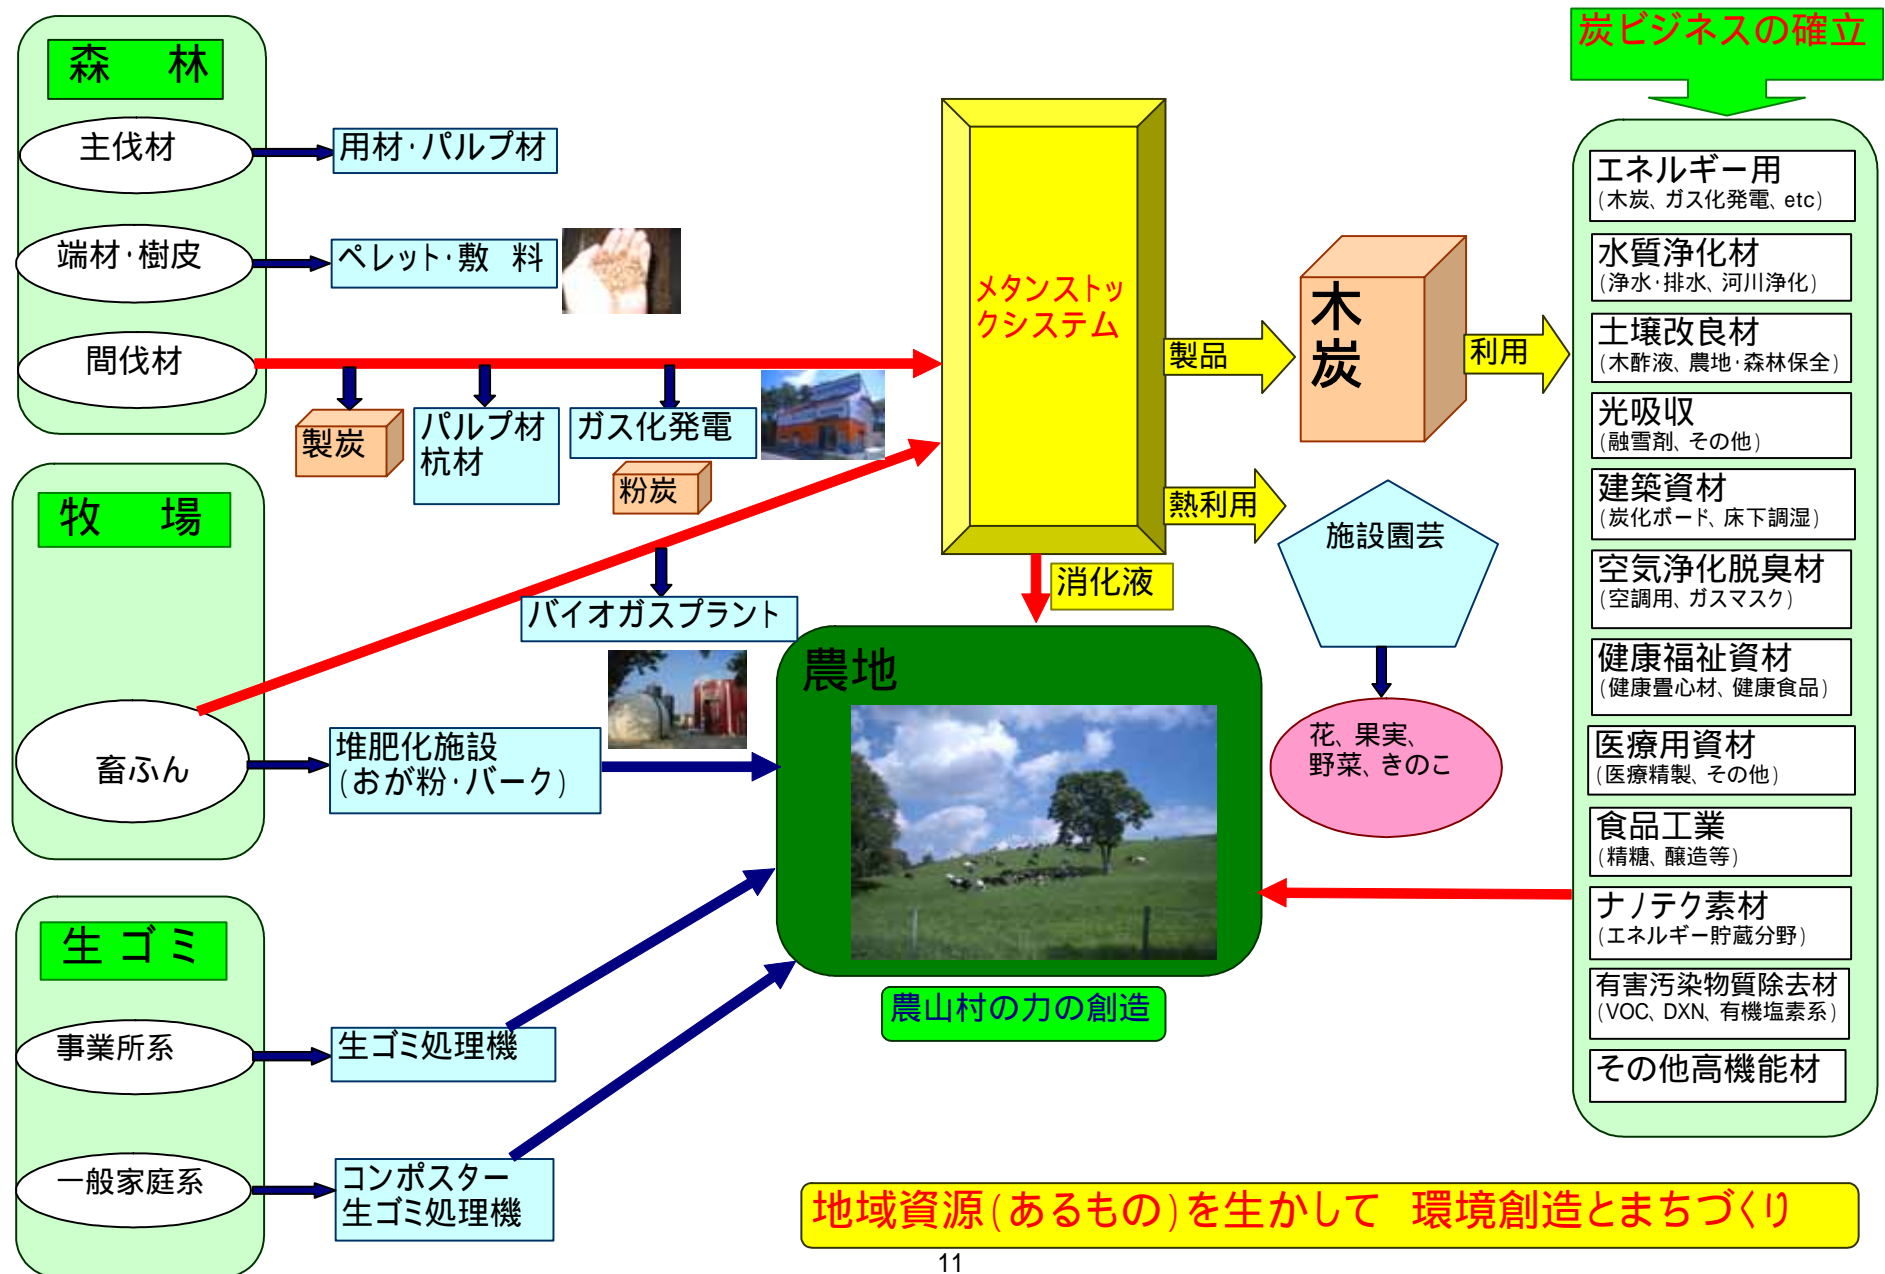 森　林
主伐材
用材・パルプ材
端材・樹皮
ペレット・敷　料
間伐材
製炭
パルプ材
杭材
ガス化発電
粉炭
牧　場
バイオガスプラント
畜ふん
堆肥化施設
(おが粉・バーク)
生 ゴ ミ
事業所系
生ゴミ処理機
一般家庭系
コンポスター
生ゴミ処理機
メタンストッ
クシステム
製品
木
炭
利用
熱利用
施設園芸
消化液
花、果実、
野菜、きのこ
農地
農山村の力の創造
炭ビジネスの確立
エネルギー用
(木炭、ガス化発電、etc)
水質浄化材
(浄水・排水、河川浄化)
土壌改良材
(木酢液、農地・森林保全)
光吸収
(融雪剤、その他)
建築資材
(炭化ボード、床下調湿)
空気浄化脱臭材
(空調用、ガスマスク)
健康福祉資材
(健康畳心材、健康食品)
医療用資材
(医療精製、その他)
食品工業
(精糖、醸造等)
ナノテク素材
(エネルギー貯蔵分野)
有害汚染物質除去材
(VOC、DXN、有機塩素系)
その他高機能材
地域資源(あるもの)を生かして　環境創造とまちづくり
11